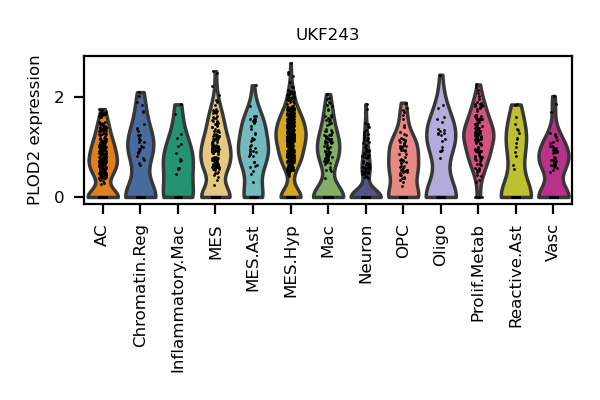 UKF243
PLOD2 expression
2
0
AC
Chromatin.Reg
Inflammatory.Mac
MES
MES.Ast
MES.Hyp
Mac
Neuron
OPC
Oligo
Prolif.Metab
Reactive.Ast
Vasc